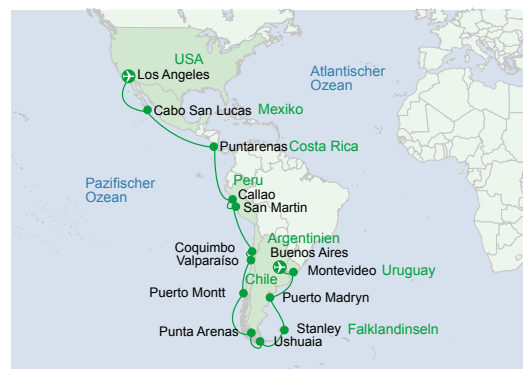 USA
Los Angeles
Atlantischer
Ozean
Cabo San Lucas Mexiko
Puntarenas Costa Rica
Pazifischer
Ozean
Peru
Callao
San Martin
Argentinien
Coquimbo
Buenos Aires
Valparaíso
Montevideo Uruguay
Chile
Puerto Montt
Puerto Madryn
Punta Arenas
Stanley Falklandinseln
Ushuaia